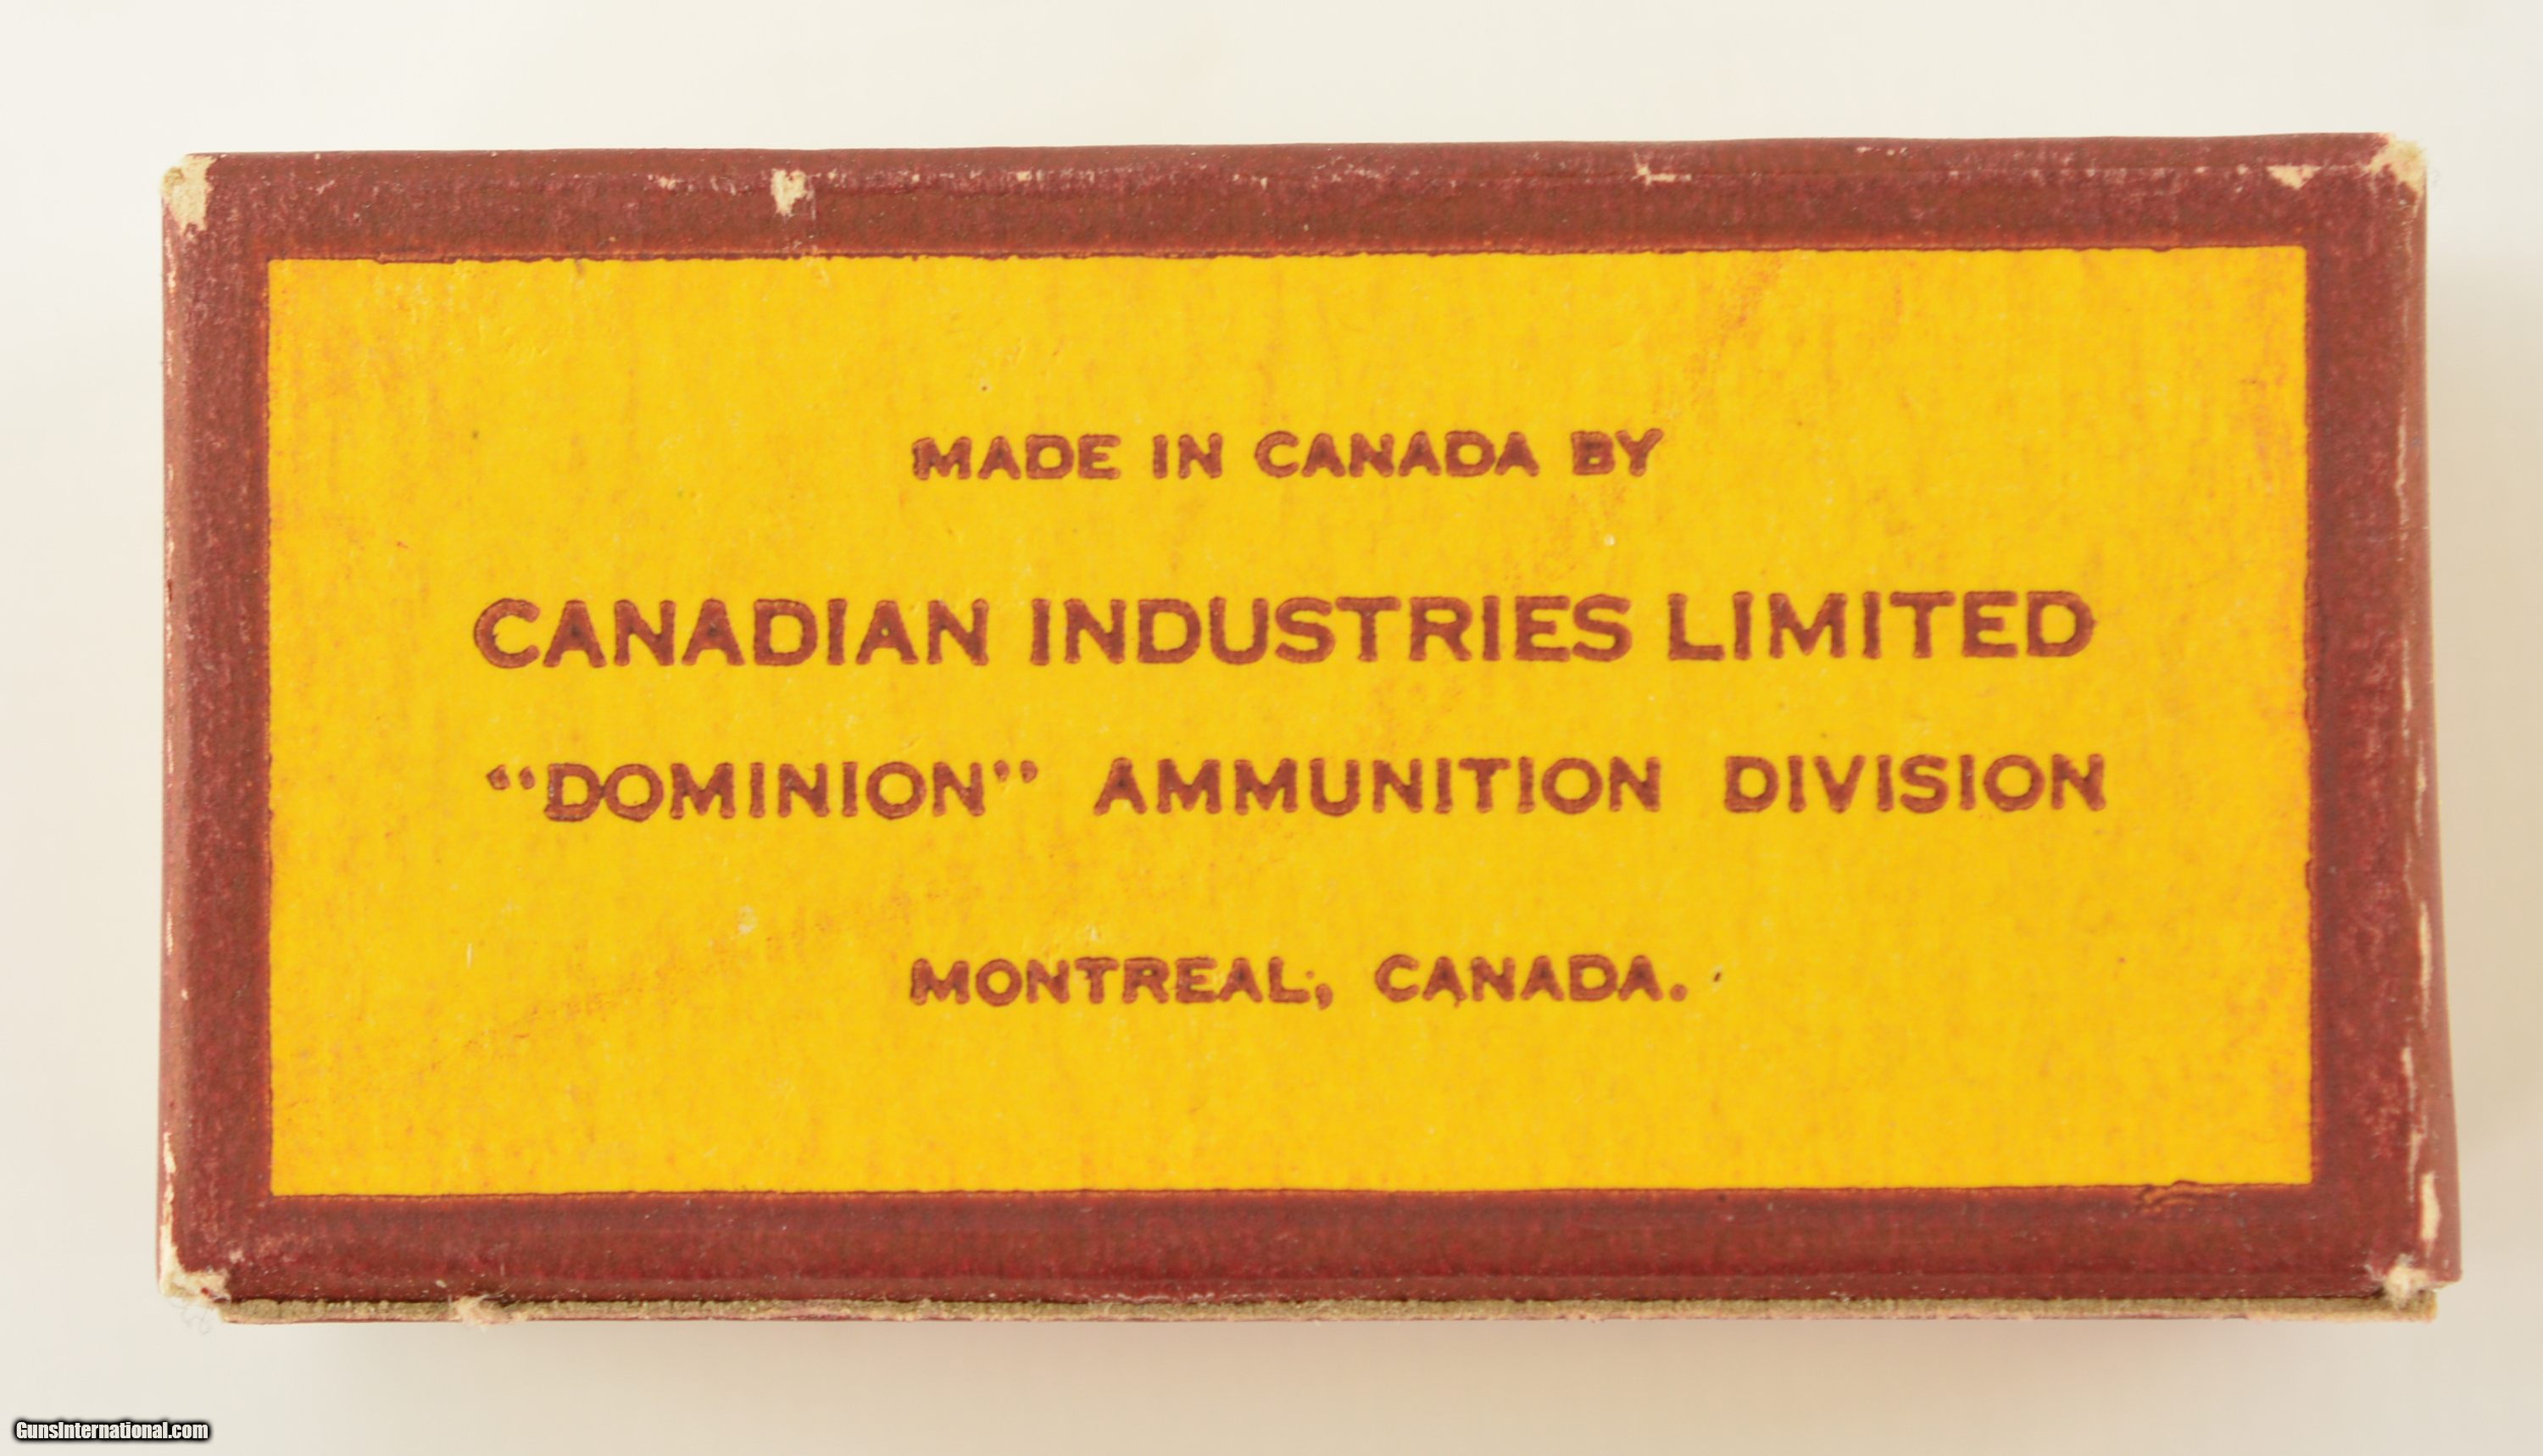 MADE IN CANADA BY
CANADIAN INDUSTRIES LIMITED
“DOMINION” AMMUNITION DIVISION
MONTREAL, CANADA.
GunsInternational.com